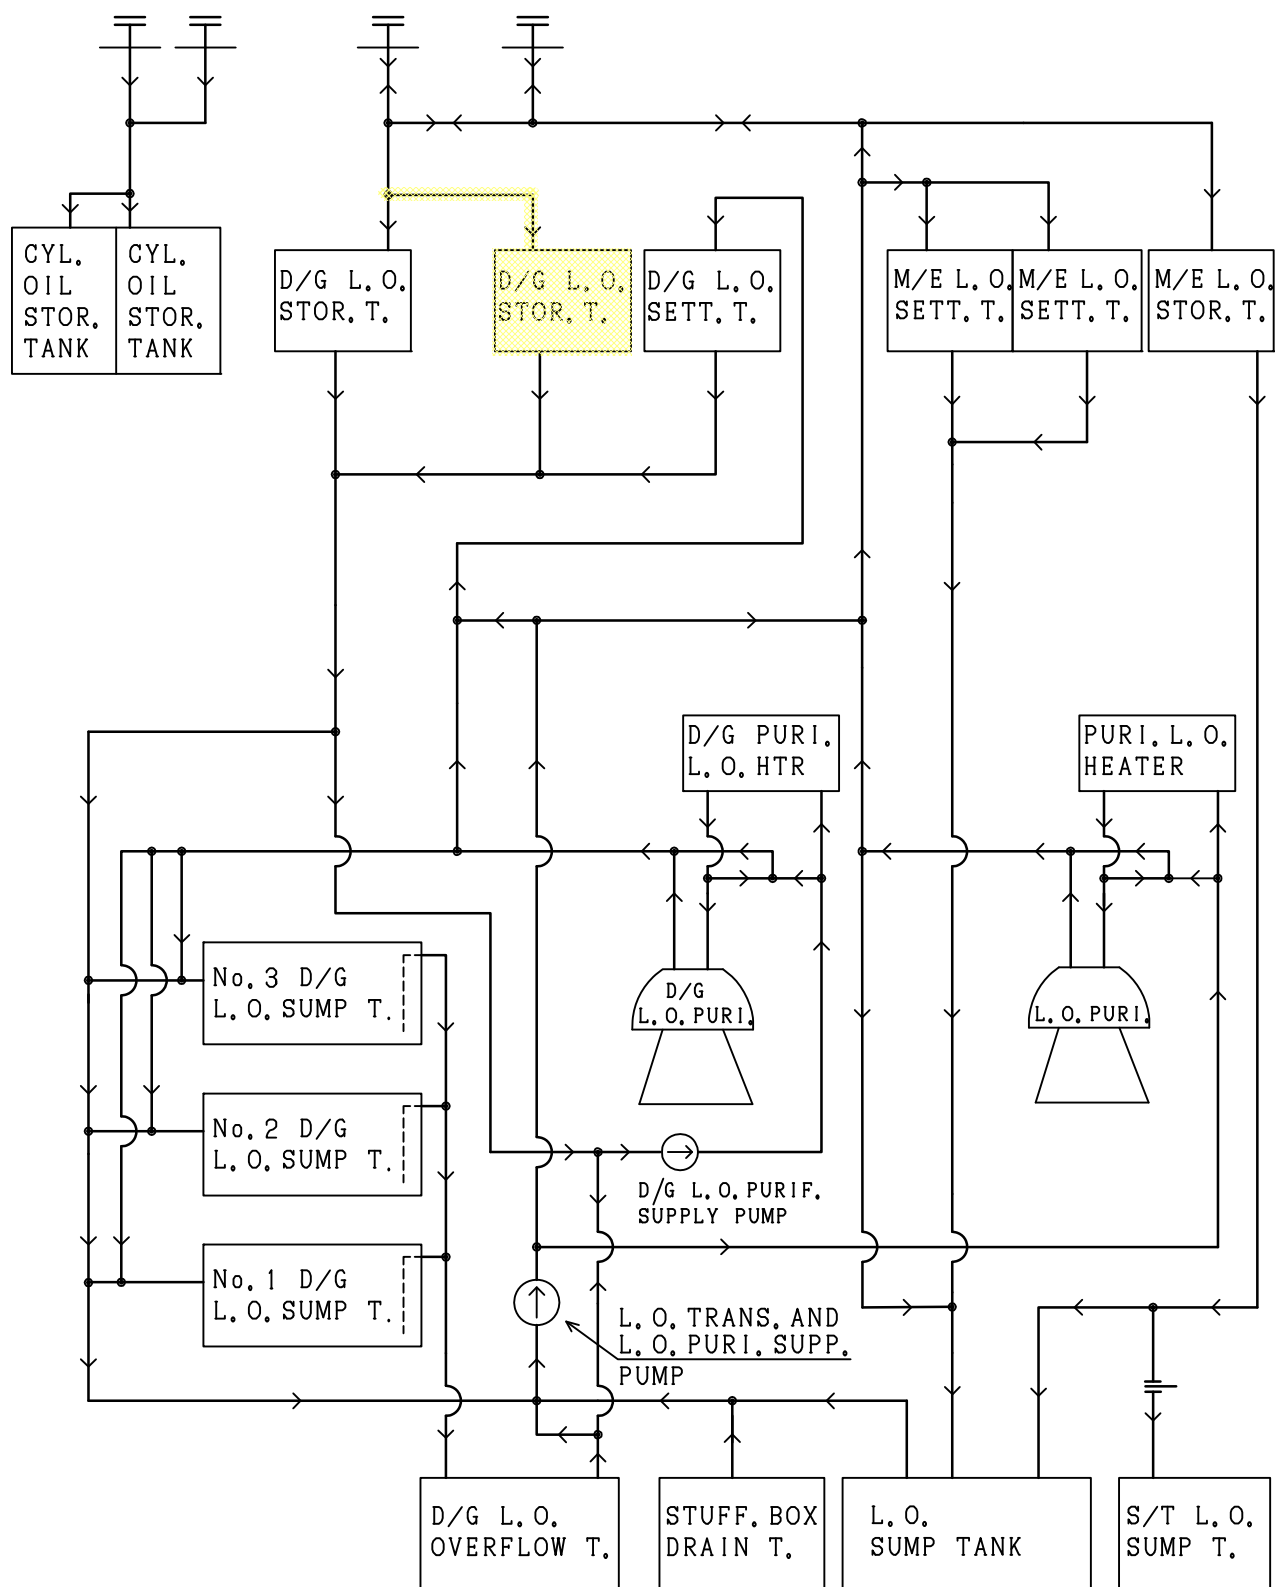 CYL.
OIL
STOR.
TANK
CYL.
OIL
STOR.
TANK
D/G L.O.
STOR.T.
D/G L.O.
STOR.T.
D/G L.O.
SETT.T.
M/E L.O.
SETT.T.
M/E L.O.
SETT.T.
M/E L.O.
STOR.T.
D/G PURI.
L.O.HTR
PURI.L.O.
HEATER
No.3 D/G
L.O.SUMP T.
D/G
L.O.PURI.
L.O.PURI.
No.2 D/G
L.O.SUMP T.
D/G L.O.PURIF.
SUPPLY PUMP
No.1 D/G
L.O.SUMP T.
L.O.TRANS.AND
L.O.PURI.SUPP.
PUMP
D/G L.O.
OVERFLOW T.
STUFF.BOX
DRAIN T.
L.O.
SUMP TANK
S/T L.O.
SUMP T.